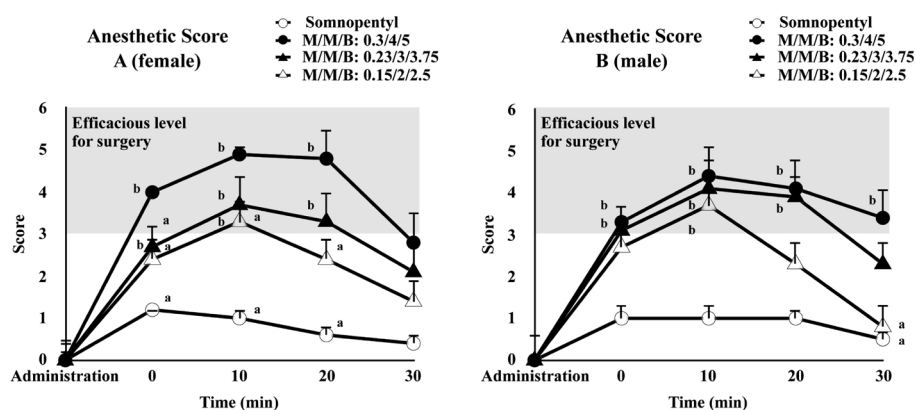 Anesthetic Score
A (female)
Somnopentyl
M/M/B: 0.3/4/5
M/M/B: 0.23/3/3.75
M/M/B: 0.15/2/2.5
Efficacious level
for surgery
Score
6
5
4
3
2
1
0
b
b
b
b
a
b
b
b
a
b
a
a
a
a
a
Administration
0
10
20
30
Time (min)
Anesthetic Score
B (male)
Somnopentyl
M/M/B: 0.3/4/5
M/M/B: 0.23/3/3.75
M/M/B: 0.15/2/2.5
Efficacious level
for surgery
Score
6
5
4
3
2
1
0
b
b
b
b
b
b
b
b
a
a
Administration
0
10
20
30
Time (min)